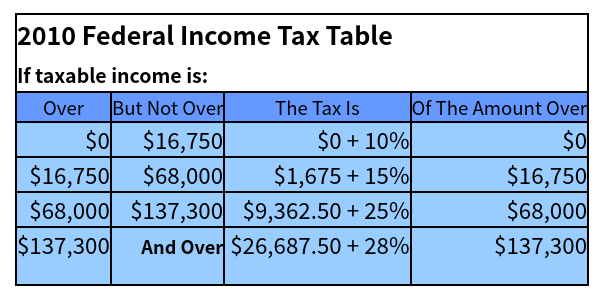 2010 Federal Income Tax Table
If taxable income is:
Over But Not Over The Tax Is Of The Amount Over
$0 $16,750 $0 + 10% $0
$16,750 $68,000 $1,675 + 15% $16,750
$68,000 $137,300 $9,362.50 + 25% $68,000
$137,300 And Over $26,687.50 + 28% $137,300